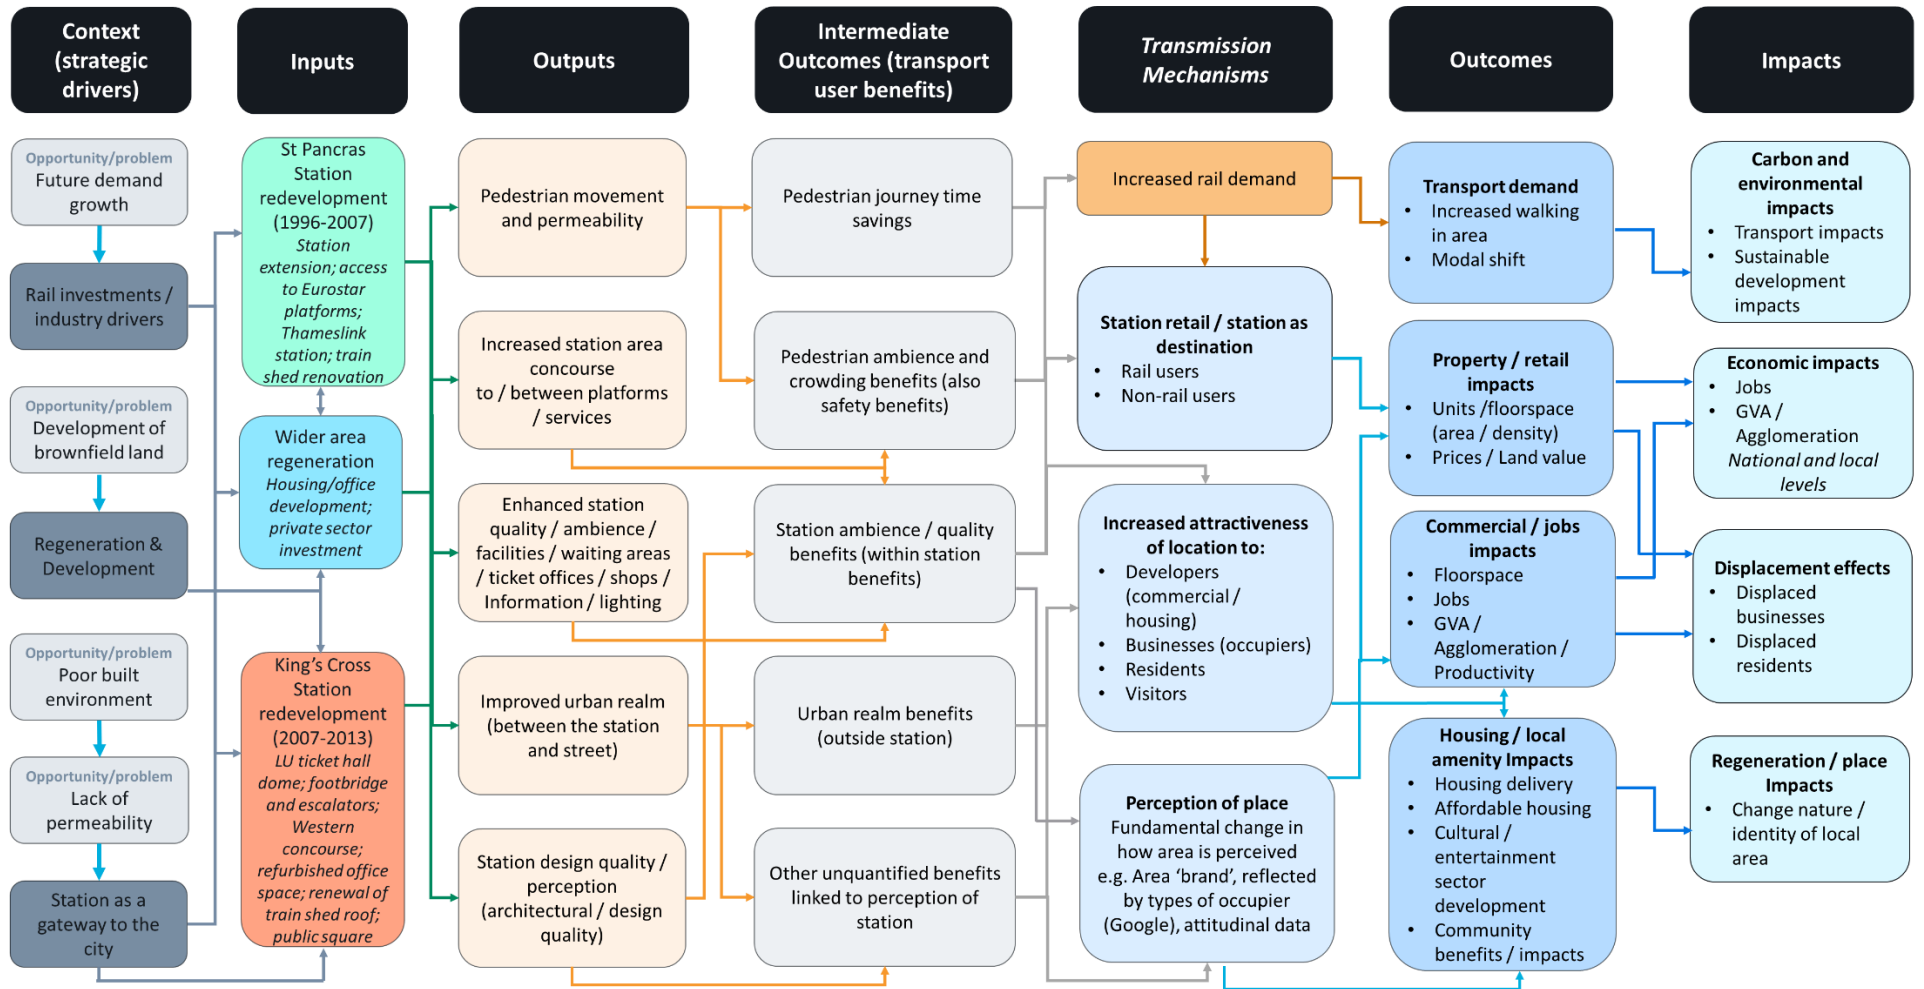 Context
(strategic
drivers)
Inputs
Outputs
Intermediate
Outcomes (transport
user benefits)
Transmission
Mechanisms
Outcomes
Impacts
Opportunity/problem
Future demand
growth
Rail investments /
industry drivers
Opportunity/problem
Development of
brownfield land
Regeneration &
Development
Opportunity/problem
Poor built
environment
Opportunity/problem
Lack of
permeability
Station as a
gateway to the
city
St Pancras
Station
redevelopment
(1996-2007)
Station
extension; access
to Eurostar
platforms;
Thameslink
station; train
shed renovation
Wider area
regeneration
Housing/office
development;
private sector
investment
King's Cross
Station
redevelopment
(2007-2013)
LU ticket hall
dome; footbridge
and escalators;
Western
concourse;
refurbished office
space; renewal of
train shed roof;
public square
Pedestrian movement
and permeability
Increased station area
concourse
to / between platforms
/ services
Enhanced station
quality / ambience /
facilities / waiting areas
/ ticket offices / shops /
Information / lighting
Improved urban realm
(between the station
and street)
Station design quality /
perception
(architectural / design
quality)
Pedestrian journey time
savings
Pedestrian ambience and
crowding benefits (also
safety benefits)
Station ambience / quality
benefits (within station
benefits)
Urban realm benefits
(outside station)
Other unquantified benefits
linked to perception of
station
Increased rail demand
Station retail / station as
destination
• Rail users
• Non-rail users
Increased attractiveness
of location to:
• Developers
(commercial /
housing)
• Businesses (occupiers)
• Residents
• Visitors
Perception of place
Fundamental change in
how area is perceived
e.g. Area 'brand', reflected
by types of occupier
(Google), attitudinal data
Transport demand
• Increased walking
in area
• Modal shift
Property / retail
impacts
• Units /floorspace
(area / density)
• Prices / Land value
Commercial / jobs
impacts
• Floorspace
• Jobs
• GVA /
Agglomeration /
Productivity
Housing / local
amenity Impacts
• Housing delivery
• Affordable housing
• Cultural /
entertainment
sector
development
• Community
benefits / impacts
Carbon and
environmental
impacts
• Transport impacts
• Sustainable
development
impacts
Economic impacts
• Jobs
• GVA /
Agglomeration
National and local
levels
Displacement effects
• Displaced
businesses
• Displaced
residents
Regeneration / place
Impacts
• Change nature /
identity of local
area